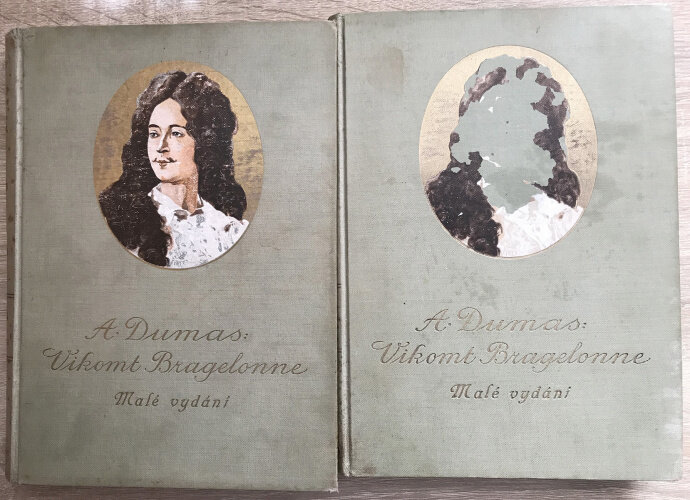 A. Dumas:
Vikomt Bragelonne
Malé vydání
A. Dumas:
Vikomt Bragelonne
Malé vydání